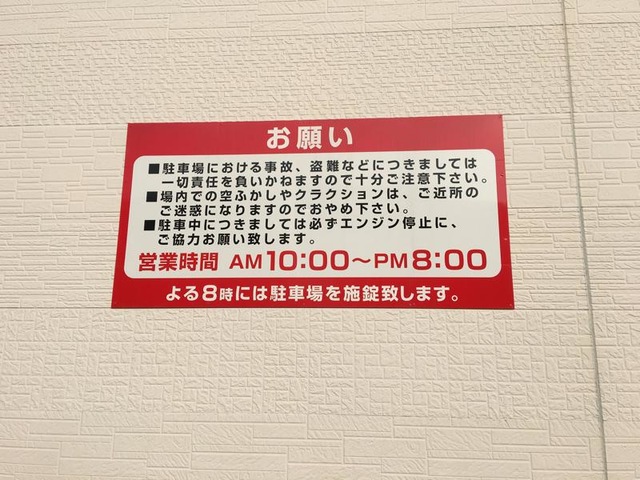 お願い
■駐車場における事故、盗難などにつきましては
一切責任を負いかねますので十分ご注意下さい。
■場内での空ふかしやクラクションは、ご近所の
ご迷惑になりますのでおやめ下さい。
■駐車中につきましては必ずエンジン停止に、
ご協力お願い致します。
営業時間 AM10:00〜PM8:00
よる8時には駐車場を施錠致します。